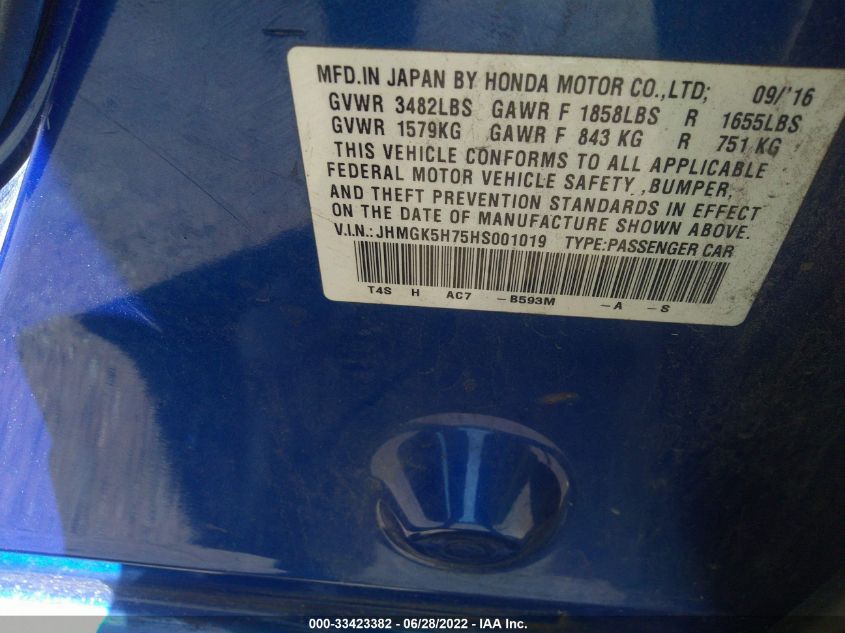 MFD.IN JAPAN BY HONDA MOTOR CO.,LTD; 09/'16
GVWR 3482LBS GAWR F 1858LBS R 1655LBS
GVWR 1579KG GAWR F 843 KG R 751 KG
THIS VEHICLE CONFORMS TO ALL APPLICABLE
FEDERAL MOTOR VEHICLE SAFETY ,BUMPER,
AND THEFT PREVENTION STANDARDS IN EFFECT
ON THE DATE OF MANUFACTURE SHOWN ABOVE.
V.I.N.:JHMGK5H75HS001019 TYPE:PASSENGER CAR
T4S H AC7 -B593M -A -S
000-33423382 - 06/28/2022 - IAA Inc.